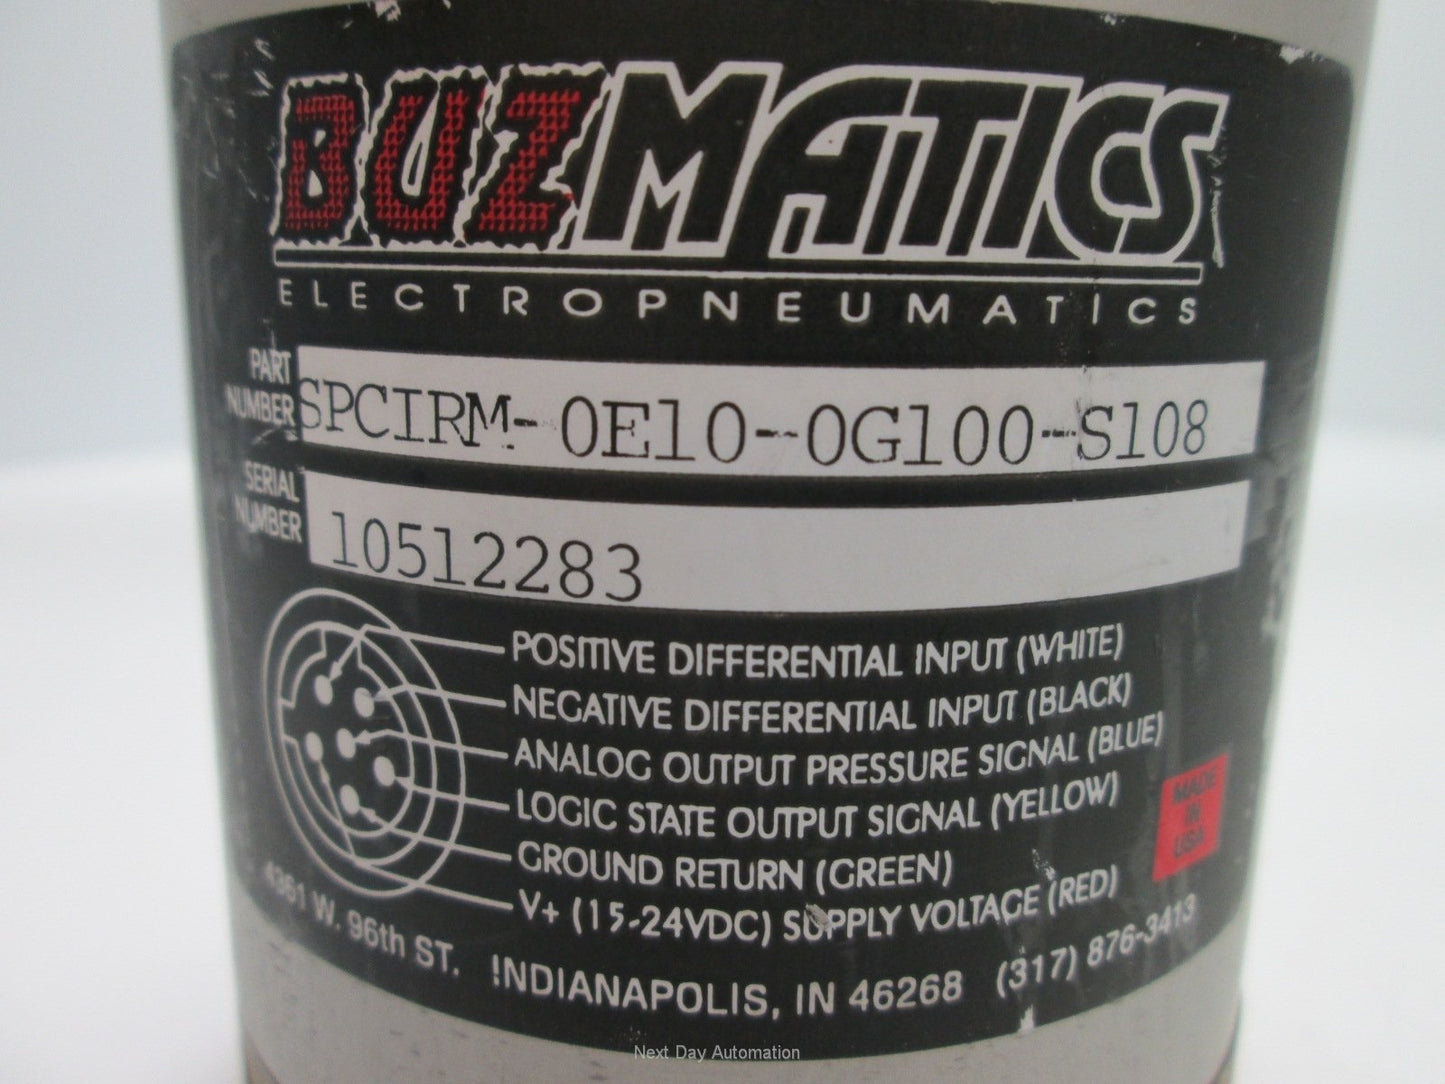 BUZMATICS
ELECTROPNEUMATICS
PART NUMBER SPCIRM-0E10-0G100-S108
SERIAL NUMBER 10512283
POSITIVE DIFFERENTIAL INPUT (WHITE)
NEGATIVE DIFFERENTIAL INPUT (BLACK)
ANALOG OUTPUT PRESSURE SIGNAL (BLUE)
LOGIC STATE OUTPUT SIGNAL (YELLOW)
GROUND RETURN (GREEN)
V+ (15-24VDC) SUPPLY VOLTAGE (RED)
MADE
IN
USA
4361 W. 96th ST. INDIANAPOLIS, IN 46268 (317) 876-3413
Next Day Automation